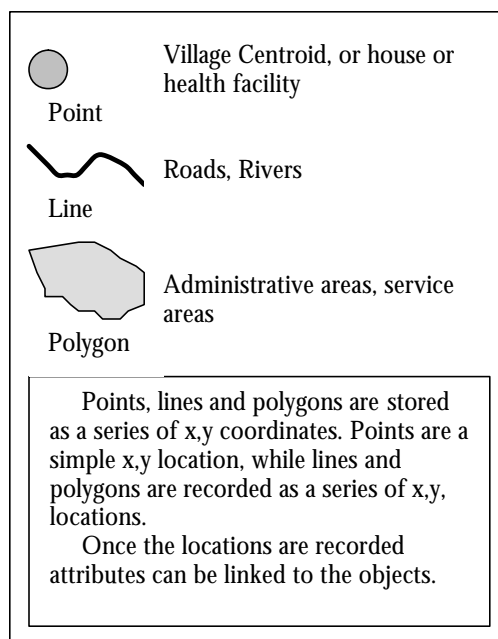 Village Centroid, or house or
health facility
Point
Roads, Rivers
Line
Administrative areas, service
areas
Polygon
Points, lines and polygons are stored
as a series of x,y coordinates. Points are a
simple x,y location, while lines and
polygons are recorded as a series of x,y,
locations.
Once the locations are recorded
attributes can be linked to the objects.